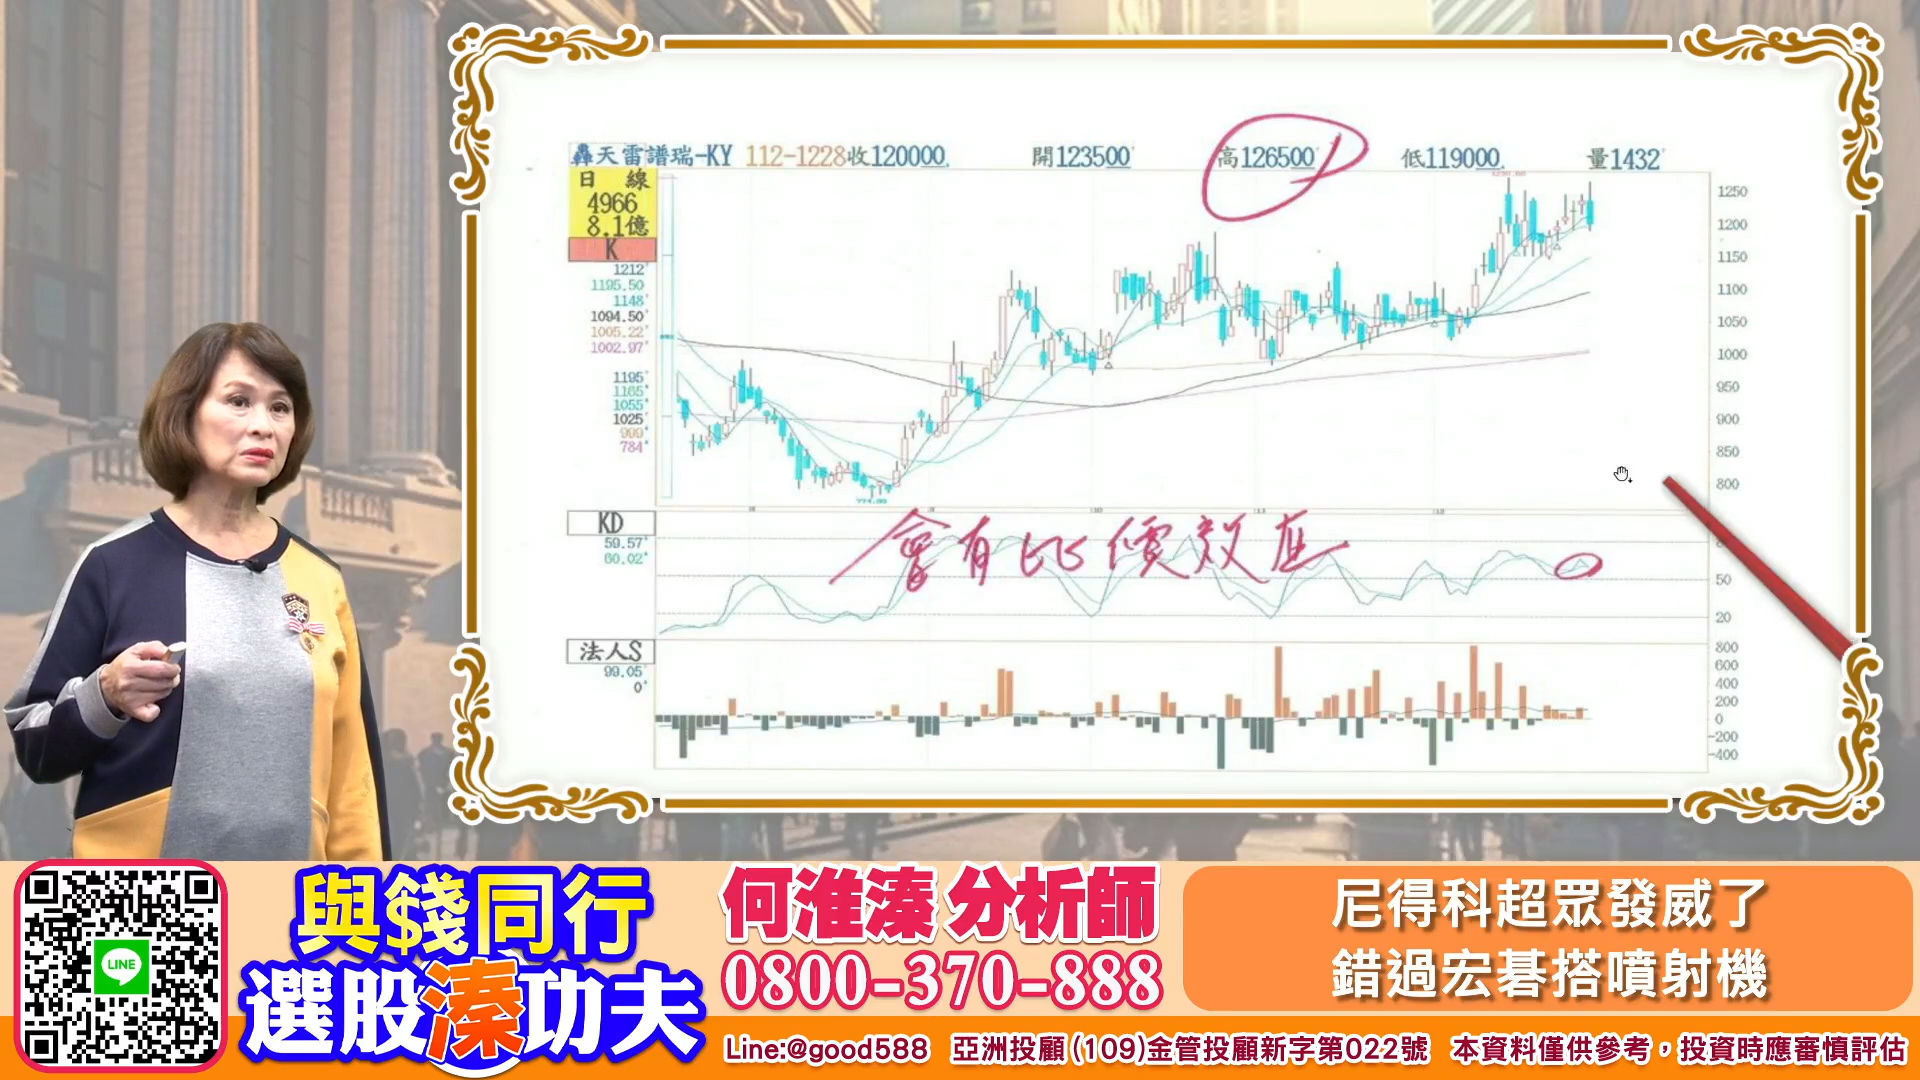 轟天雷譜瑞-KY 112-1228收120000. 開123500 高126500 低119000. 量1432
日 線
4966
8.1億
K
1212
1195.50
1148
1094.50
1005.22
1002.97
1195
1165
1055
1025
999
784
1250
1200
1150
1100
1050
1000
950
900
850
800
KD
59.57
60.02
會有比價效應
50
20
法人S
99.05
0
800
600
400
200
0
-200
-400
LINE
與錢同行
選股溱功夫
何淮溱 分析師
0800-370-888
尼得科超眾發威了
錯過宏碁搭噴射機
Line:@good588 亞洲投顧 (109)金管投顧新字第022號 本資料僅供參考，投資時應審慎評估